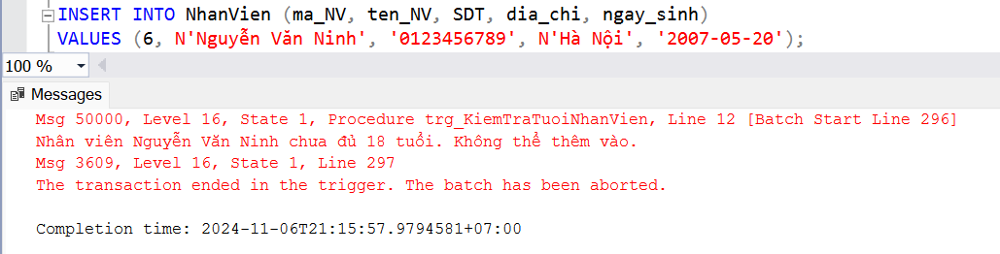 INSERT INTO NhanVien (ma_NV, ten_NV, SDT, dia_chi, ngay_sinh)
VALUES (6, N'Nguyễn Văn Ninh', '0123456789', N'Hà Nội', '2007-05-20');
100 %
Messages
Msg 50000, Level 16, State 1, Procedure trg_KiemTraTuoiNhanVien, Line 12 [Batch Start Line 296]
Nhân viên Nguyễn Văn Ninh chưa đủ 18 tuổi. Không thể thêm vào.
Msg 3609, Level 16, State 1, Line 297
The transaction ended in the trigger. The batch has been aborted.
Completion time: 2024-11-06T21:15:57.9794581+07:00